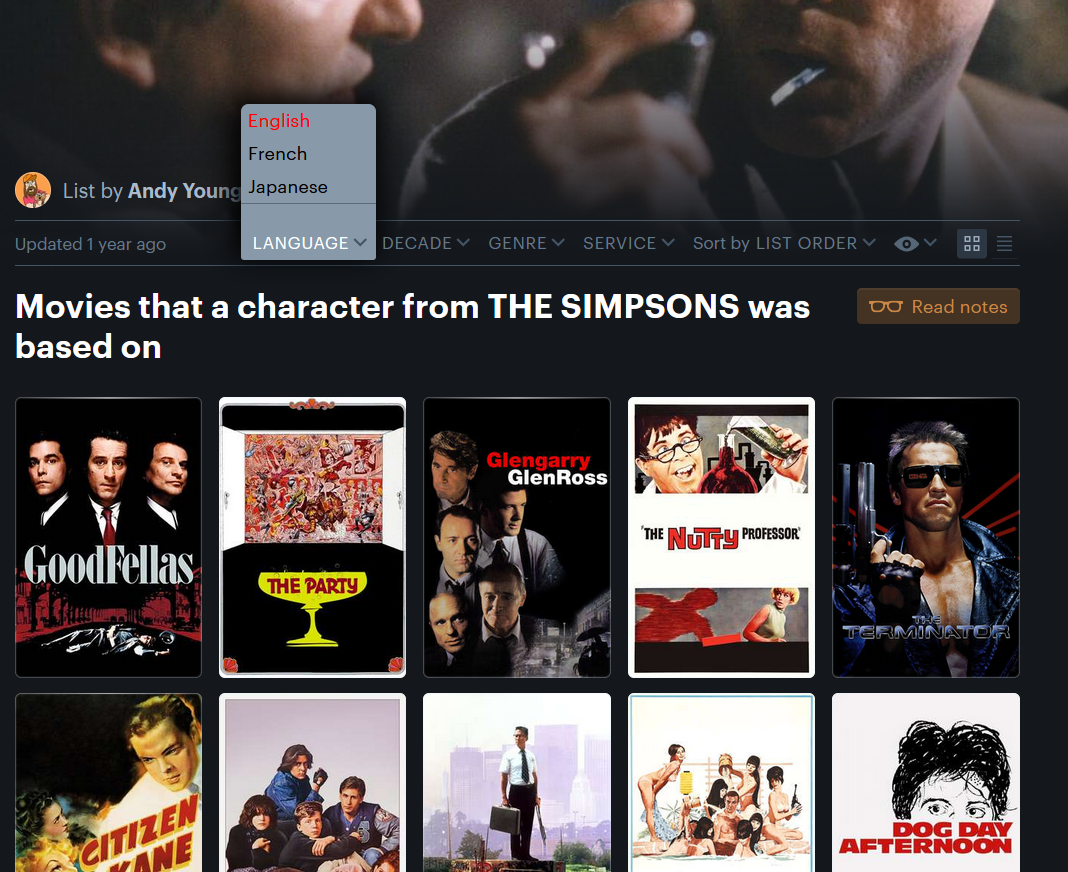 English
French
Japanese
List by Andy Young
Updated 1 year ago
LANGUAGE
DECADE
GENRE
SERVICE
Sort by LIST ORDER
Movies that a character from THE SIMPSONS was
based on
Read notes
GoodFellas
THE PARTY
Glengarry
GlenRoss
"THE NUTTY PROFESSOR"
THE
TERMINATOR
CITIZEN
KANE
DOG DAY
AFTERNOON